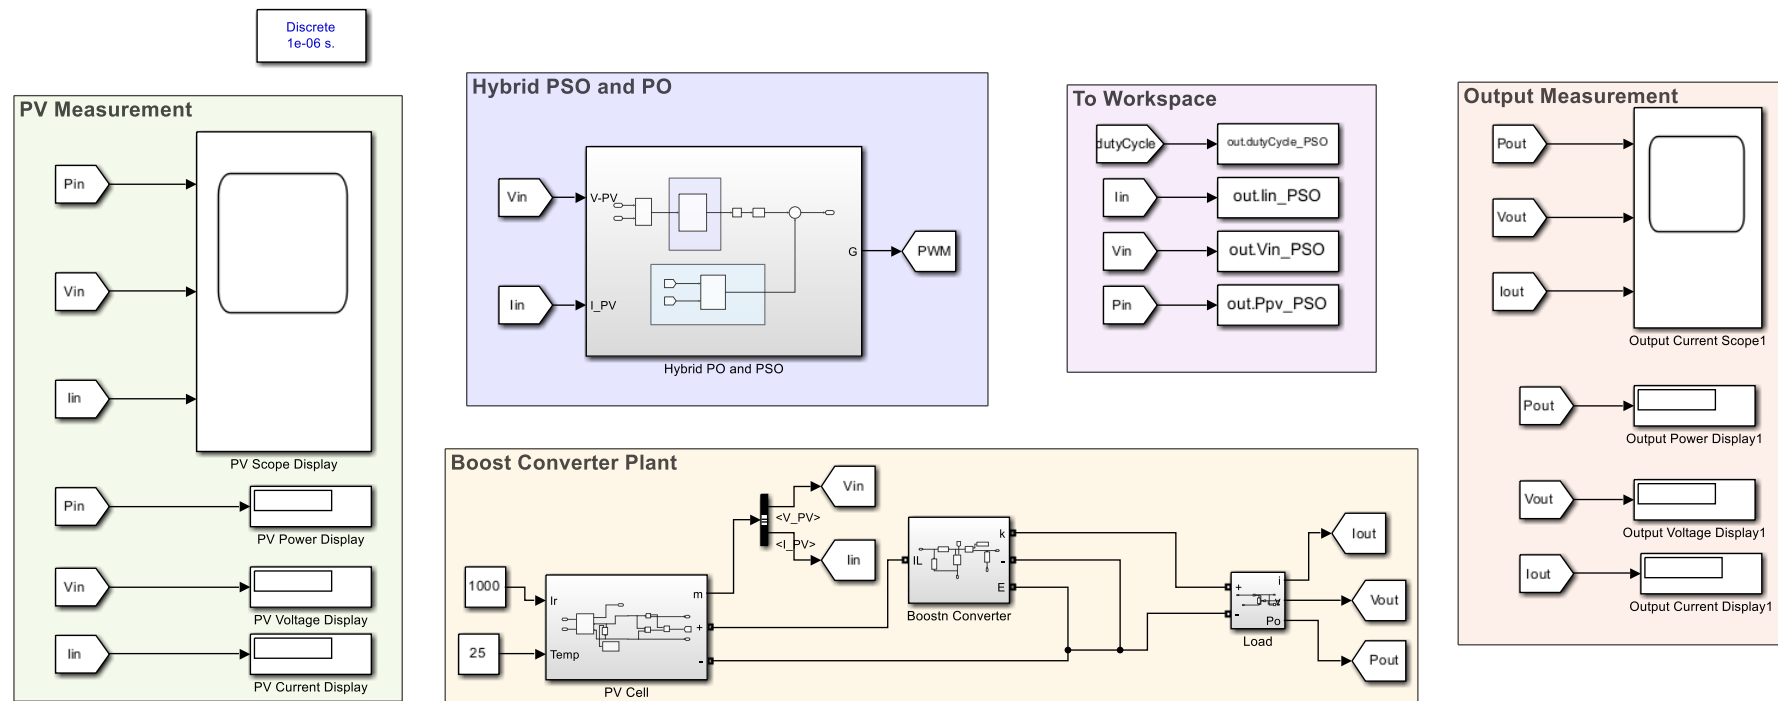 Discrete
1e-06 s.
PV Measurement
Pin
Vin
Iin
PV Scope Display
Pin
PV Power Display
Vin
PV Voltage Display
Iin
PV Current Display
Hybrid PSO and PO
Vin
V-PV
Iin
I_PV
G
PWM
Hybrid PO and PSO
To Workspace
dutyCycle
out.dutyCycle_PSO
Iin
out.Iin_PSO
Vin
out.Vin_PSO
Pin
out.Ppv_PSO
Output Measurement
Pout
Vout
Iout
Output Current Scope1
Pout
Output Power Display1
Vout
Output Voltage Display1
Iout
Output Current Display1
Boost Converter Plant
Vin
<V_PV>
<I_PV>
Iin
1000
Ir
25
Temp
m
+
-
PV Cell
IL
k
-
E
Boostn Converter
+
-
i
v
Po
Load
Iout
Vout
Pout